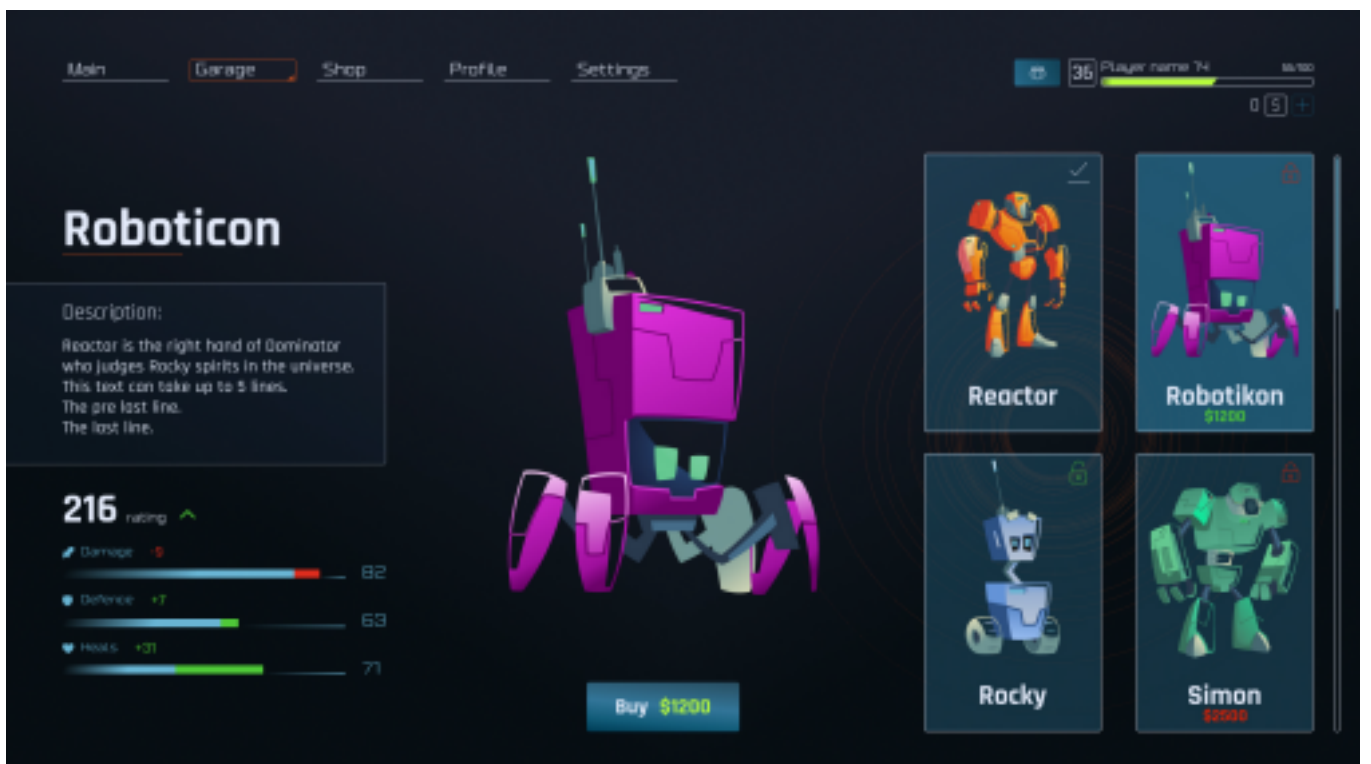 Main
Garage
Shop
Profile
Settings
36
Player name 74
0 S +
Roboticon
Description:
Reactor is the right hand of Dominator
who judges Rocky spirits in the universe.
This text can take up to 5 lines.
The pre last line.
The last line.
216 rating
Damage -9
82
Defence +7
63
Heals +31
71
Buy $1200
Reactor
Robotikon
$1200
Rocky
Simon
$2500